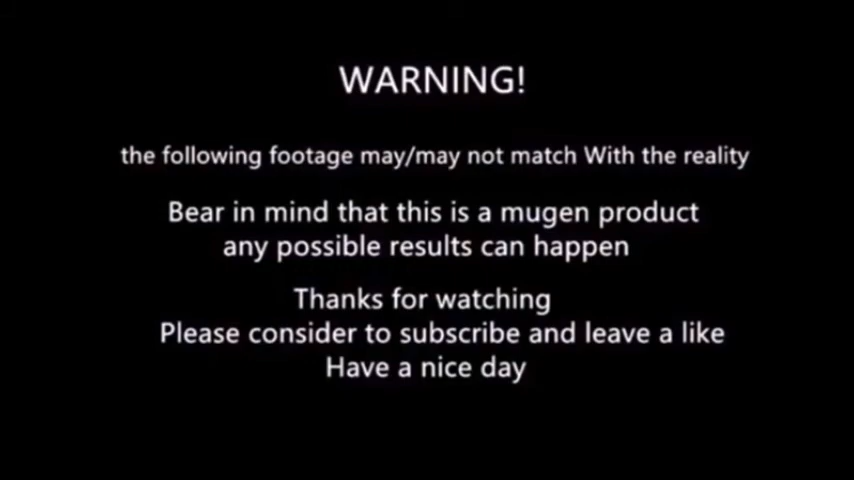 WARNING!
the following footage may/may not match With the reality
Bear in mind that this is a mugen product
any possible results can happen
Thanks for watching
Please consider to subscribe and leave a like
Have a nice day